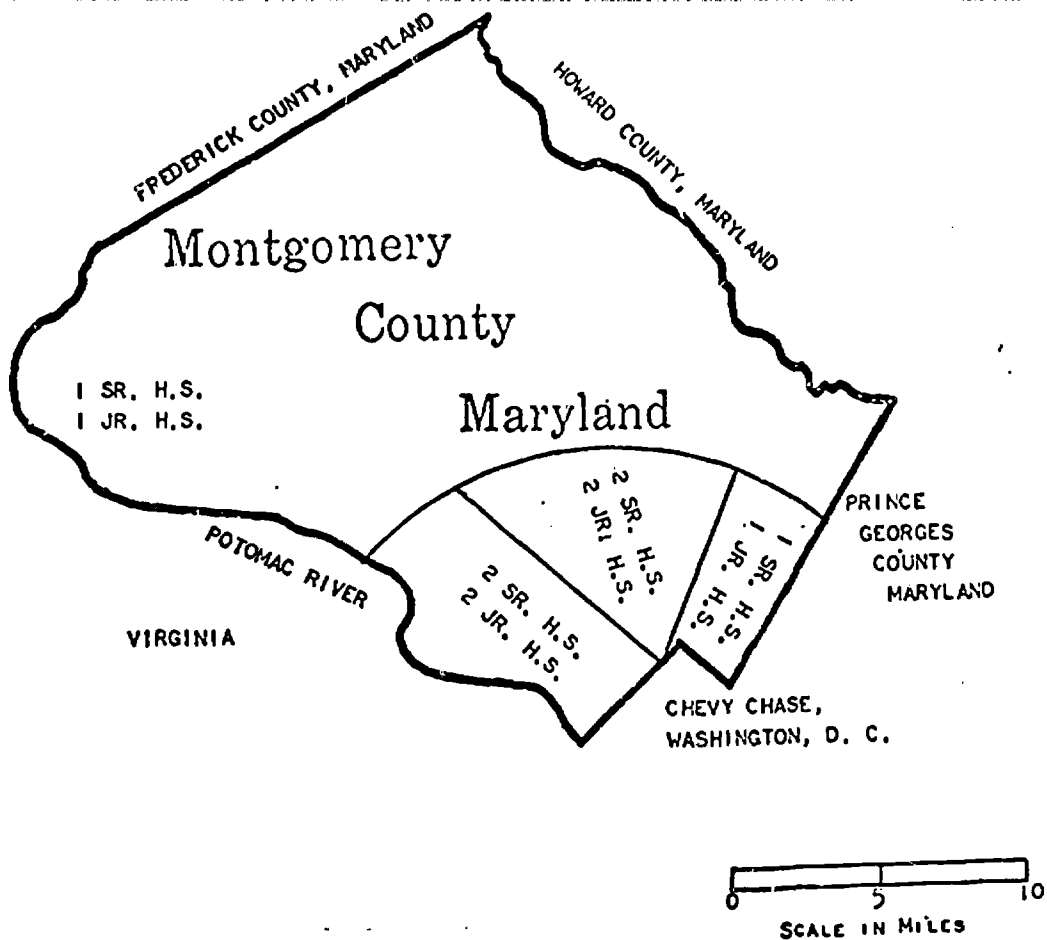 FREDERICK COUNTY, MARYLAND
HOWARD COUNTY, MARYLAND
Montgomery
County
Maryland
1 SR. H.S.
1 JR. H.S.
2 SR. H.S.
2 JR. H.S.
2 SR. H.S.
2 JR. H.S.
1 SR. H.S.
1 JR. H.S.
PRINCE
GEORGES
COUNTY
MARYLAND
POTOMAC RIVER
VIRGINIA
CHEVY CHASE,
WASHINGTON, D. C.
0 5 10
SCALE IN MILES